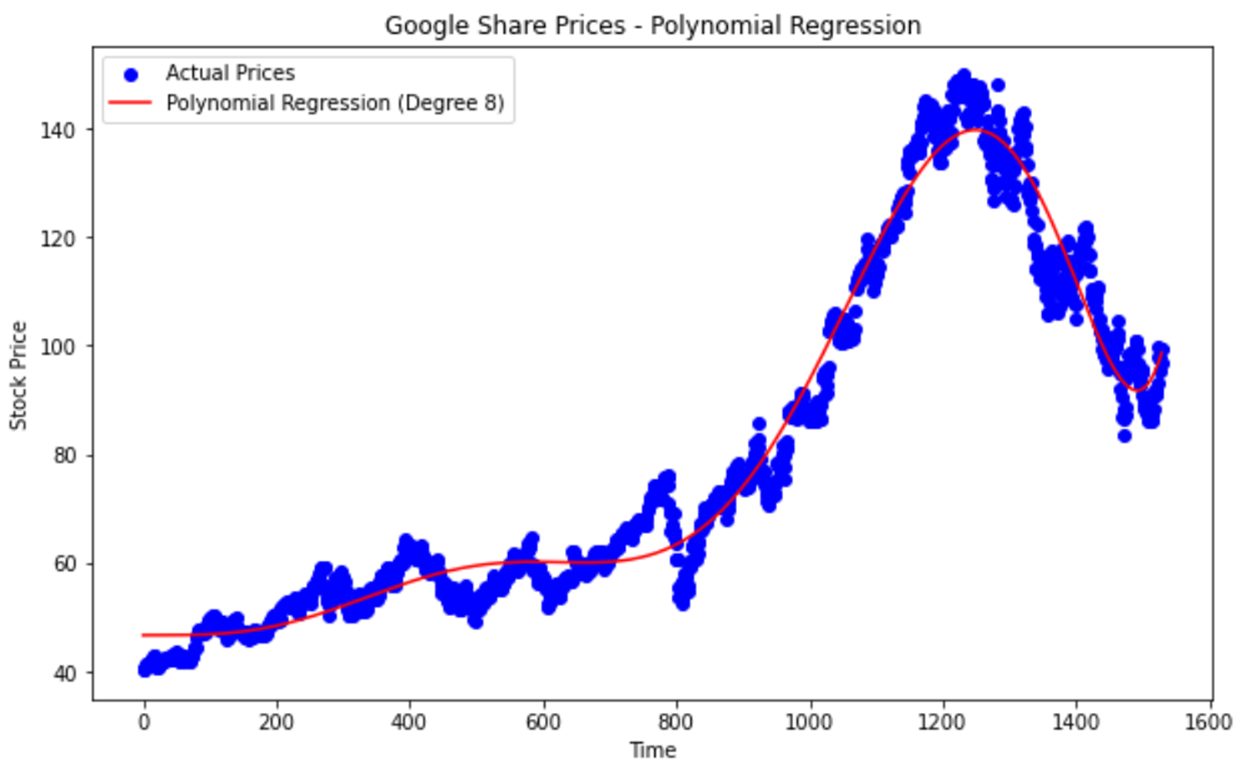 Google Share Prices - Polynomial Regression
Actual Prices
Polynomial Regression (Degree 8)
Stock Price
140
120
100
80
60
40
0 200 400 600 800 1000 1200 1400 1600
Time